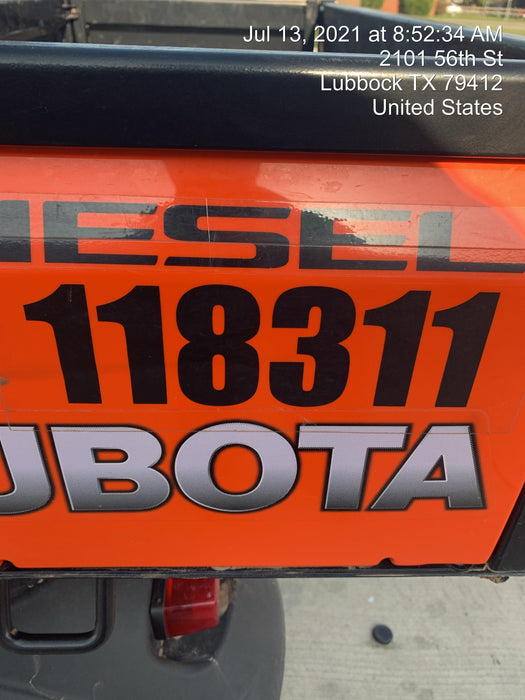 Jul 13, 2021 at 8:52:34 AM
2101 56th St
Lubbock TX 79412
United States
IESEL
118311
UBOTA